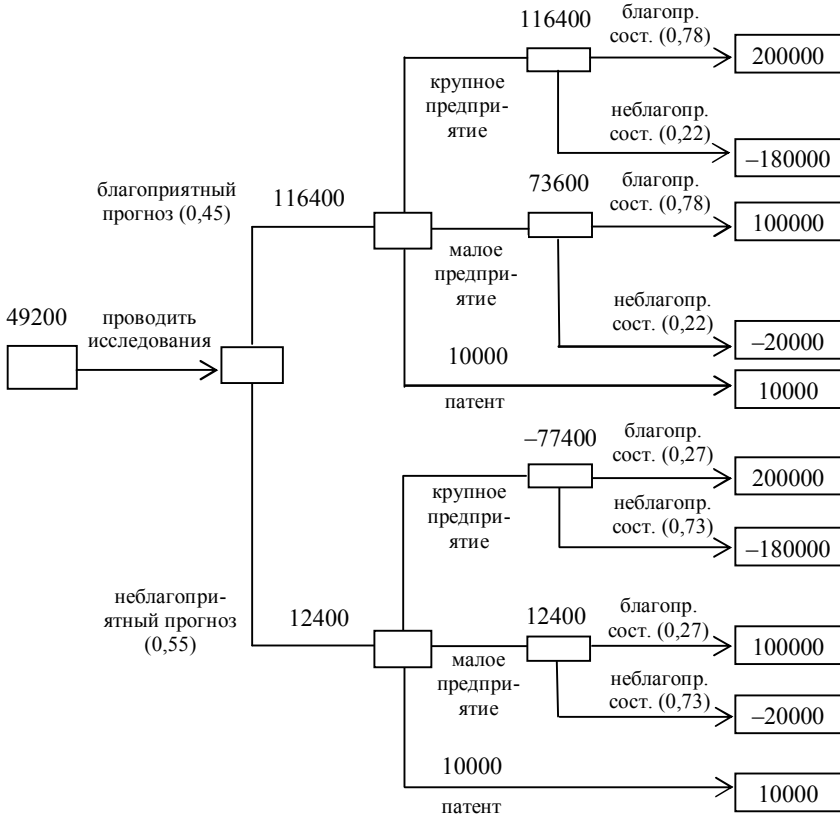 116400
благопр.
сост. (0,78)
200000
крупное
предпри-
ятие
неблагопр.
сост. (0,22)
–180000
благоприятный
прогноз (0,45)
116400
73600
благопр.
сост. (0,78)
100000
малое
предпри-
ятие
неблагопр.
сост. (0,22)
–20000
49200
проводить
исследования
10000
10000
патент
–77400
благопр.
сост. (0,27)
200000
крупное
предпри-
ятие
неблагопр.
сост. (0,73)
–180000
неблагопри-
ятный прогноз
(0,55)
12400
12400
благопр.
сост. (0,27)
100000
малое
предпри-
ятие
неблагопр.
сост. (0,73)
–20000
10000
10000
патент